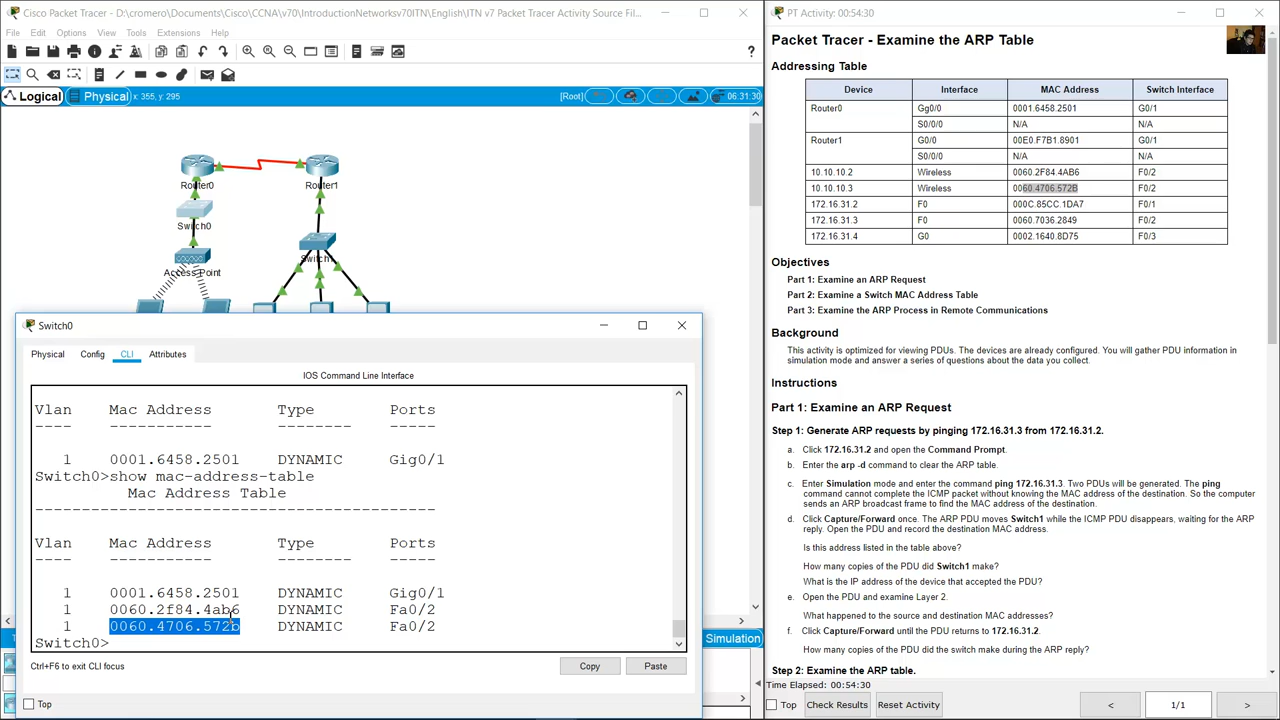 Cisco Packet Tracer - D:\cromero\Documents\Cisco\CCNA\v70\IntroductionNetworksv70ITN\English\ITN v7 Packet Tracer Activity Source Fil...
File Edit Options View Tools Extensions Help
Logical Physical x: 355, y: 295 [Root] 06:31:30
Router0 Router1
Switch0
Switch
Access Point
Simulation
Switch0
Physical Config CLI Attributes
IOS Command Line Interface
Vlan Mac Address Type Ports
---- ----------- -------- -----
1 0001.6458.2501 DYNAMIC Gig0/1
Switch0>show mac-address-table
Mac Address Table
-------------------------------------------
Vlan Mac Address Type Ports
---- ----------- -------- -----
1 0001.6458.2501 DYNAMIC Gig0/1
1 0060.2f84.4ab6 DYNAMIC Fa0/2
1 0060.4706.572b DYNAMIC Fa0/2
Switch0>
Ctrl+F6 to exit CLI focus
Copy Paste
Top
PT Activity: 00:54:30
Packet Tracer - Examine the ARP Table
Addressing Table
Device Interface MAC Address Switch Interface
Router0 Gg0/0 0001.6458.2501 G0/1
S0/0/0 N/A N/A
Router1 G0/0 00E0.F7B1.8901 G0/1
S0/0/0 N/A N/A
10.10.10.2 Wireless 0060.2F84.4AB6 F0/2
10.10.10.3 Wireless 0060.4706.572B F0/2
172.16.31.2 F0 000C.85CC.1DA7 F0/1
172.16.31.3 F0 0060.7036.2849 F0/2
172.16.31.4 G0 0002.1640.8D75 F0/3
Objectives
Part 1: Examine an ARP Request
Part 2: Examine a Switch MAC Address Table
Part 3: Examine the ARP Process in Remote Communications
Background
This activity is optimized for viewing PDUs. The devices are already configured. You will gather PDU information in
simulation mode and answer a series of questions about the data you collect.
Instructions
Part 1: Examine an ARP Request
Step 1: Generate ARP requests by pinging 172.16.31.3 from 172.16.31.2.
a. Click 172.16.31.2 and open the Command Prompt.
b. Enter the arp -d command to clear the ARP table.
c. Enter Simulation mode and enter the command ping 172.16.31.3. Two PDUs will be generated. The ping
command cannot complete the ICMP packet without knowing the MAC address of the destination. So the computer
sends an ARP broadcast frame to find the MAC address of the destination.
d. Click Capture/Forward once. The ARP PDU moves Switch1 while the ICMP PDU disappears, waiting for the ARP
reply. Open the PDU and record the destination MAC address.
Is this address listed in the table above?
How many copies of the PDU did Switch1 make?
What is the IP address of the device that accepted the PDU?
e. Open the PDU and examine Layer 2.
What happened to the source and destination MAC addresses?
f. Click Capture/Forward until the PDU returns to 172.16.31.2.
How many copies of the PDU did the switch make during the ARP reply?
Step 2: Examine the ARP table.
Time Elapsed: 00:54:30
Top Check Results Reset Activity < 1/1 >